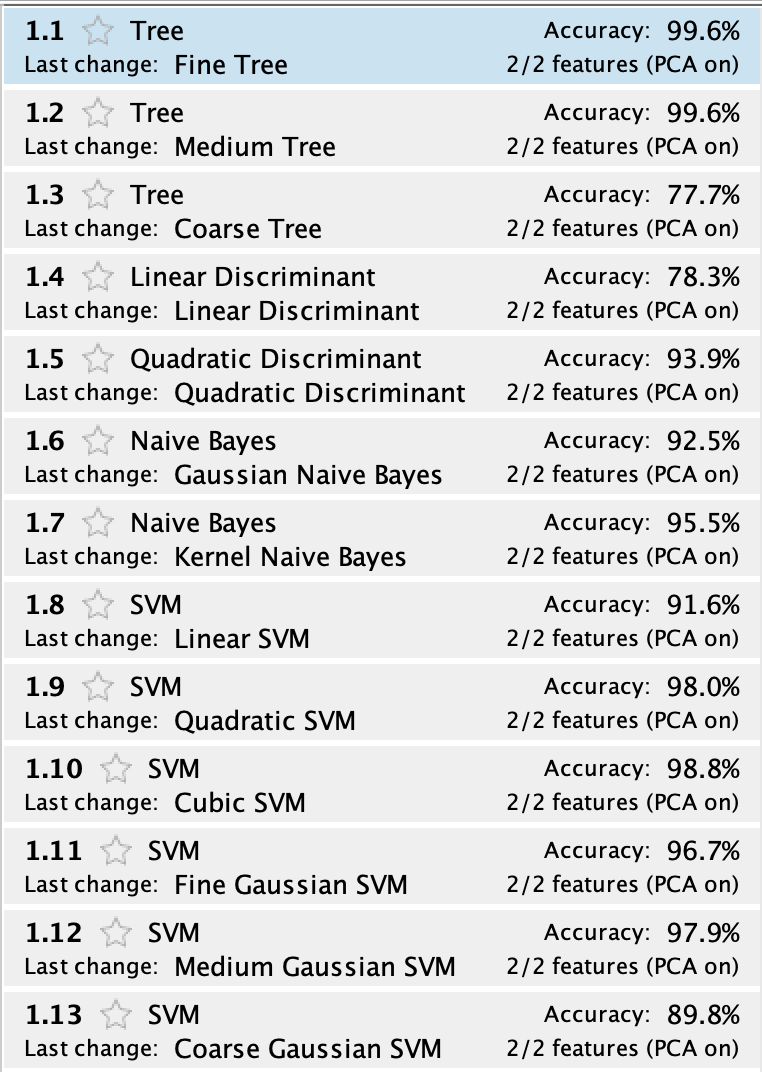 1.1 Tree Accuracy: 99.6%
Last change: Fine Tree 2/2 features (PCA on)
1.2 Tree Accuracy: 99.6%
Last change: Medium Tree 2/2 features (PCA on)
1.3 Tree Accuracy: 77.7%
Last change: Coarse Tree 2/2 features (PCA on)
1.4 Linear Discriminant Accuracy: 78.3%
Last change: Linear Discriminant 2/2 features (PCA on)
1.5 Quadratic Discriminant Accuracy: 93.9%
Last change: Quadratic Discriminant 2/2 features (PCA on)
1.6 Naive Bayes Accuracy: 92.5%
Last change: Gaussian Naive Bayes 2/2 features (PCA on)
1.7 Naive Bayes Accuracy: 95.5%
Last change: Kernel Naive Bayes 2/2 features (PCA on)
1.8 SVM Accuracy: 91.6%
Last change: Linear SVM 2/2 features (PCA on)
1.9 SVM Accuracy: 98.0%
Last change: Quadratic SVM 2/2 features (PCA on)
1.10 SVM Accuracy: 98.8%
Last change: Cubic SVM 2/2 features (PCA on)
1.11 SVM Accuracy: 96.7%
Last change: Fine Gaussian SVM 2/2 features (PCA on)
1.12 SVM Accuracy: 97.9%
Last change: Medium Gaussian SVM 2/2 features (PCA on)
1.13 SVM Accuracy: 89.8%
Last change: Coarse Gaussian SVM 2/2 features (PCA on)